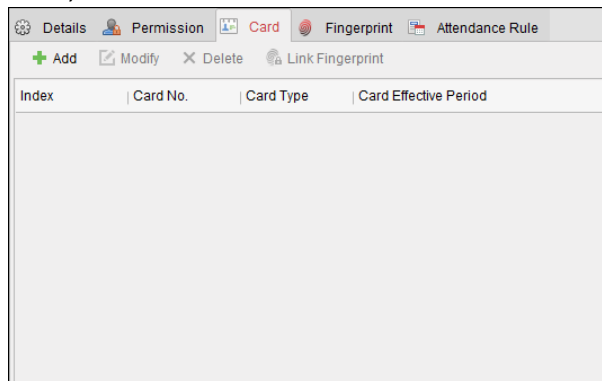 Details Permission Card Fingerprint Attendance Rule
Add Modify Delete Link Fingerprint
Index Card No. Card Type Card Effective Period